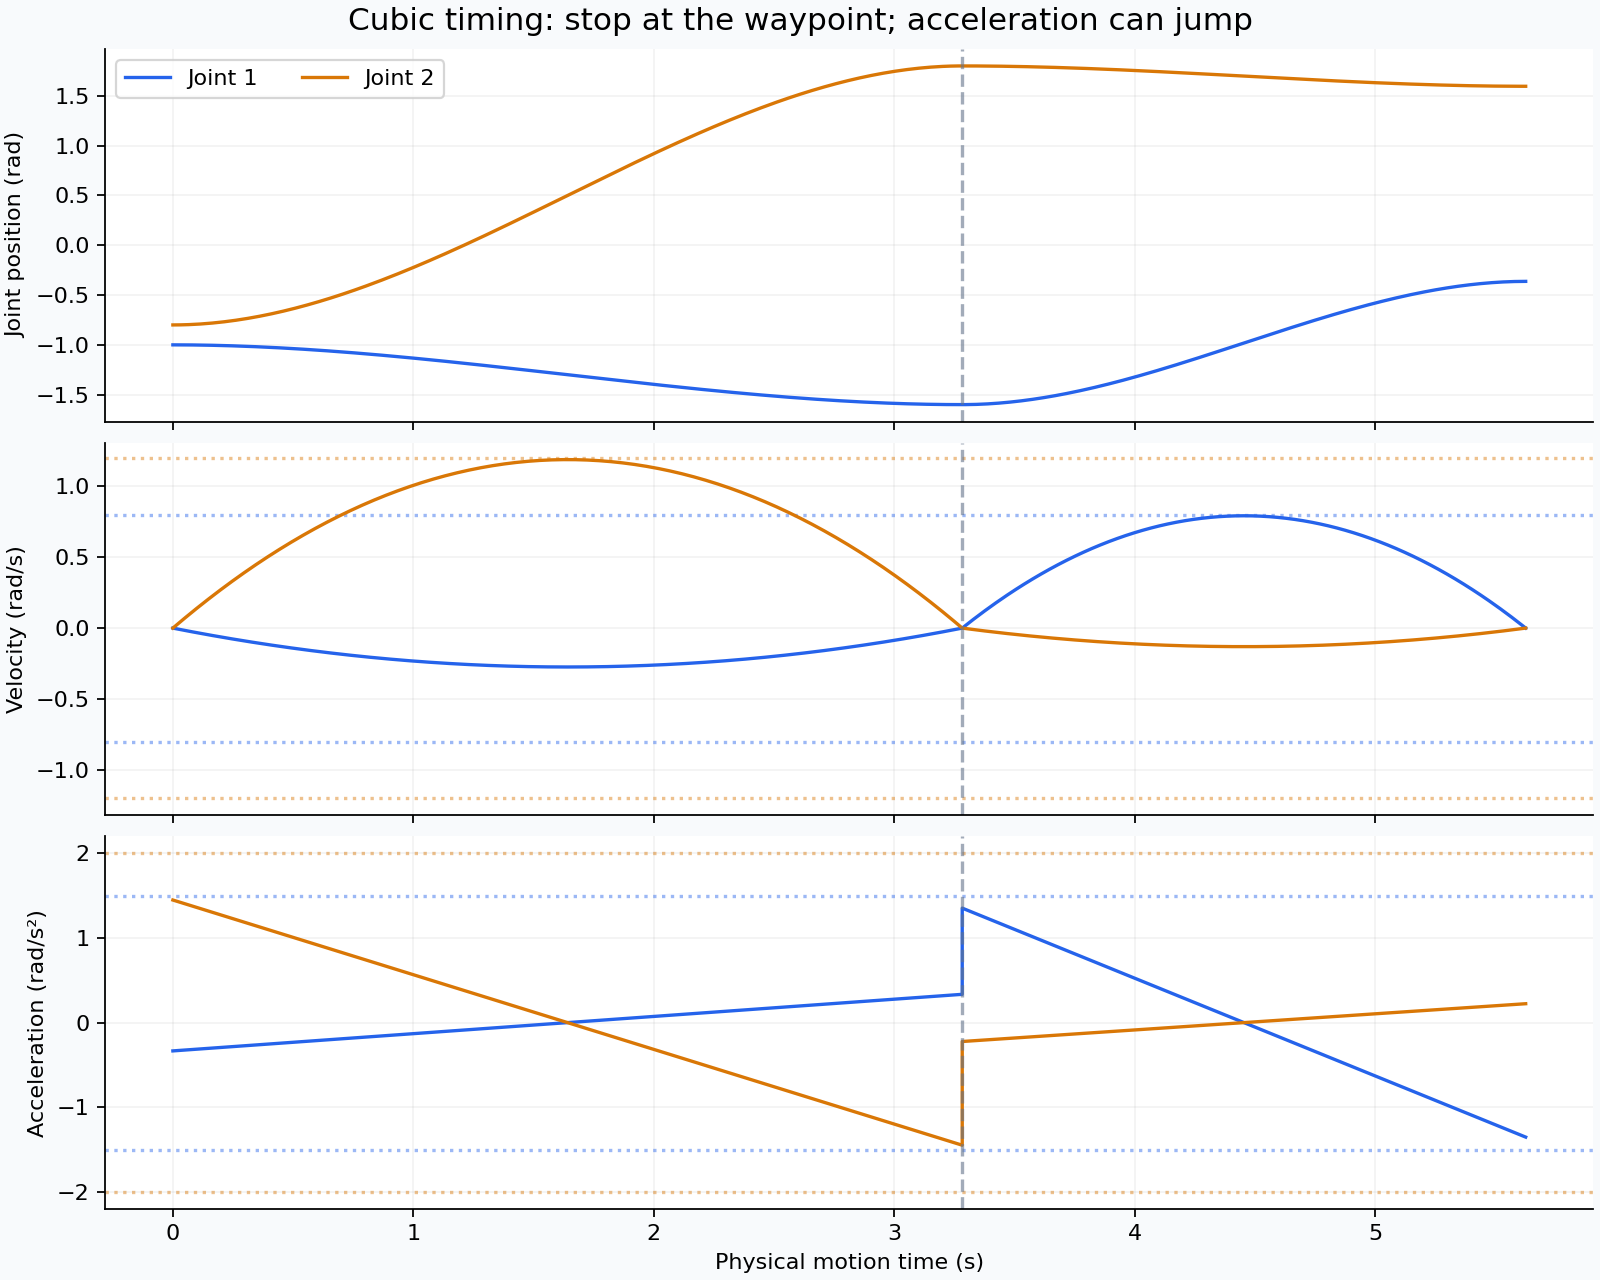 Cubic timing: stop at the waypoint; acceleration can jump
Joint 1
Joint 2
Joint position (rad)
1.5
1.0
0.5
0.0
−0.5
−1.0
−1.5
Velocity (rad/s)
1.0
0.5
0.0
−0.5
−1.0
Acceleration (rad/s²)
2
1
0
−1
−2
0 1 2 3 4 5
Physical motion time (s)